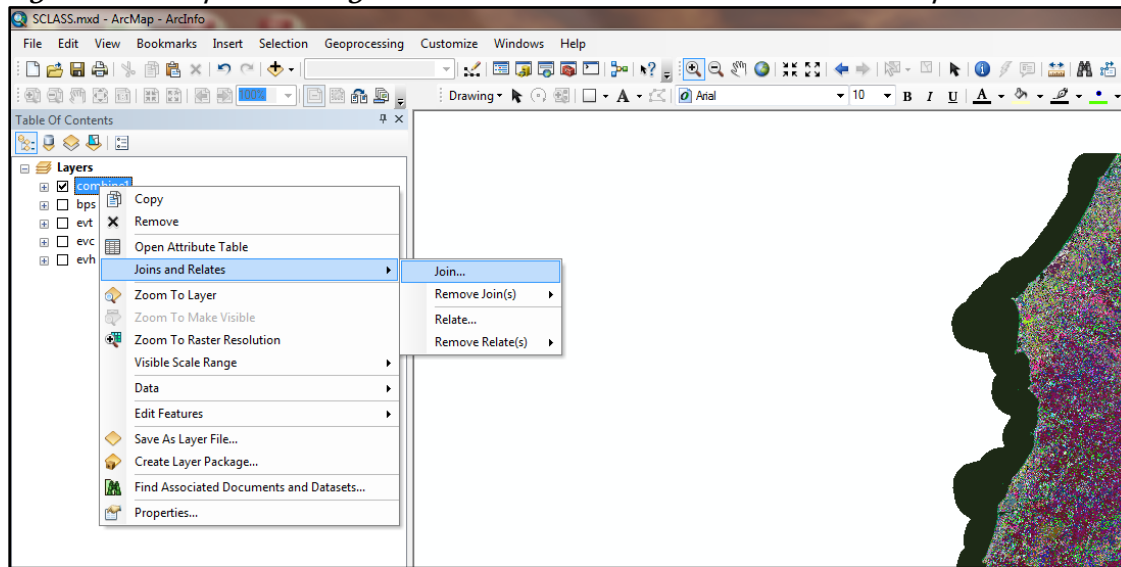 SCLASS.mxd - ArcMap - ArcInfo
File Edit View Bookmarks Insert Selection Geoprocessing Customize Windows Help
100% Drawing A Arial 10 B I U A
Table Of Contents
Layers
combine1
bps
evt
evc
evh
Copy
Remove
Open Attribute Table
Joins and Relates
Zoom To Layer
Zoom To Make Visible
Zoom To Raster Resolution
Visible Scale Range
Data
Edit Features
Save As Layer File...
Create Layer Package...
Find Associated Documents and Datasets...
Properties...
Join...
Remove Join(s)
Relate...
Remove Relate(s)